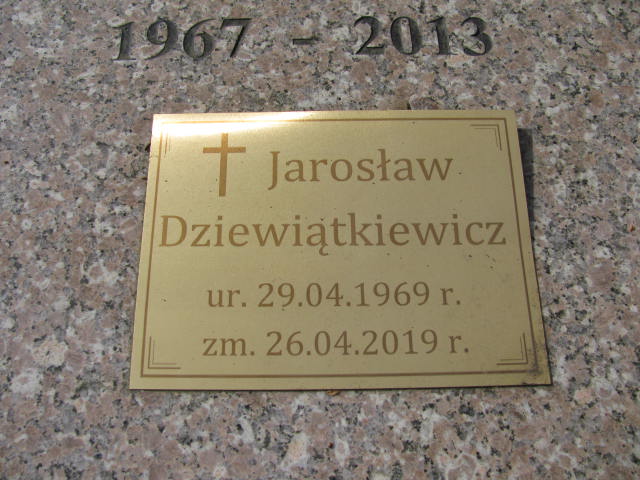 1967 - 2013
Jarosław
Dziewiątkiewicz
ur. 29.04.1969 r.
zm. 26.04.2019 r.